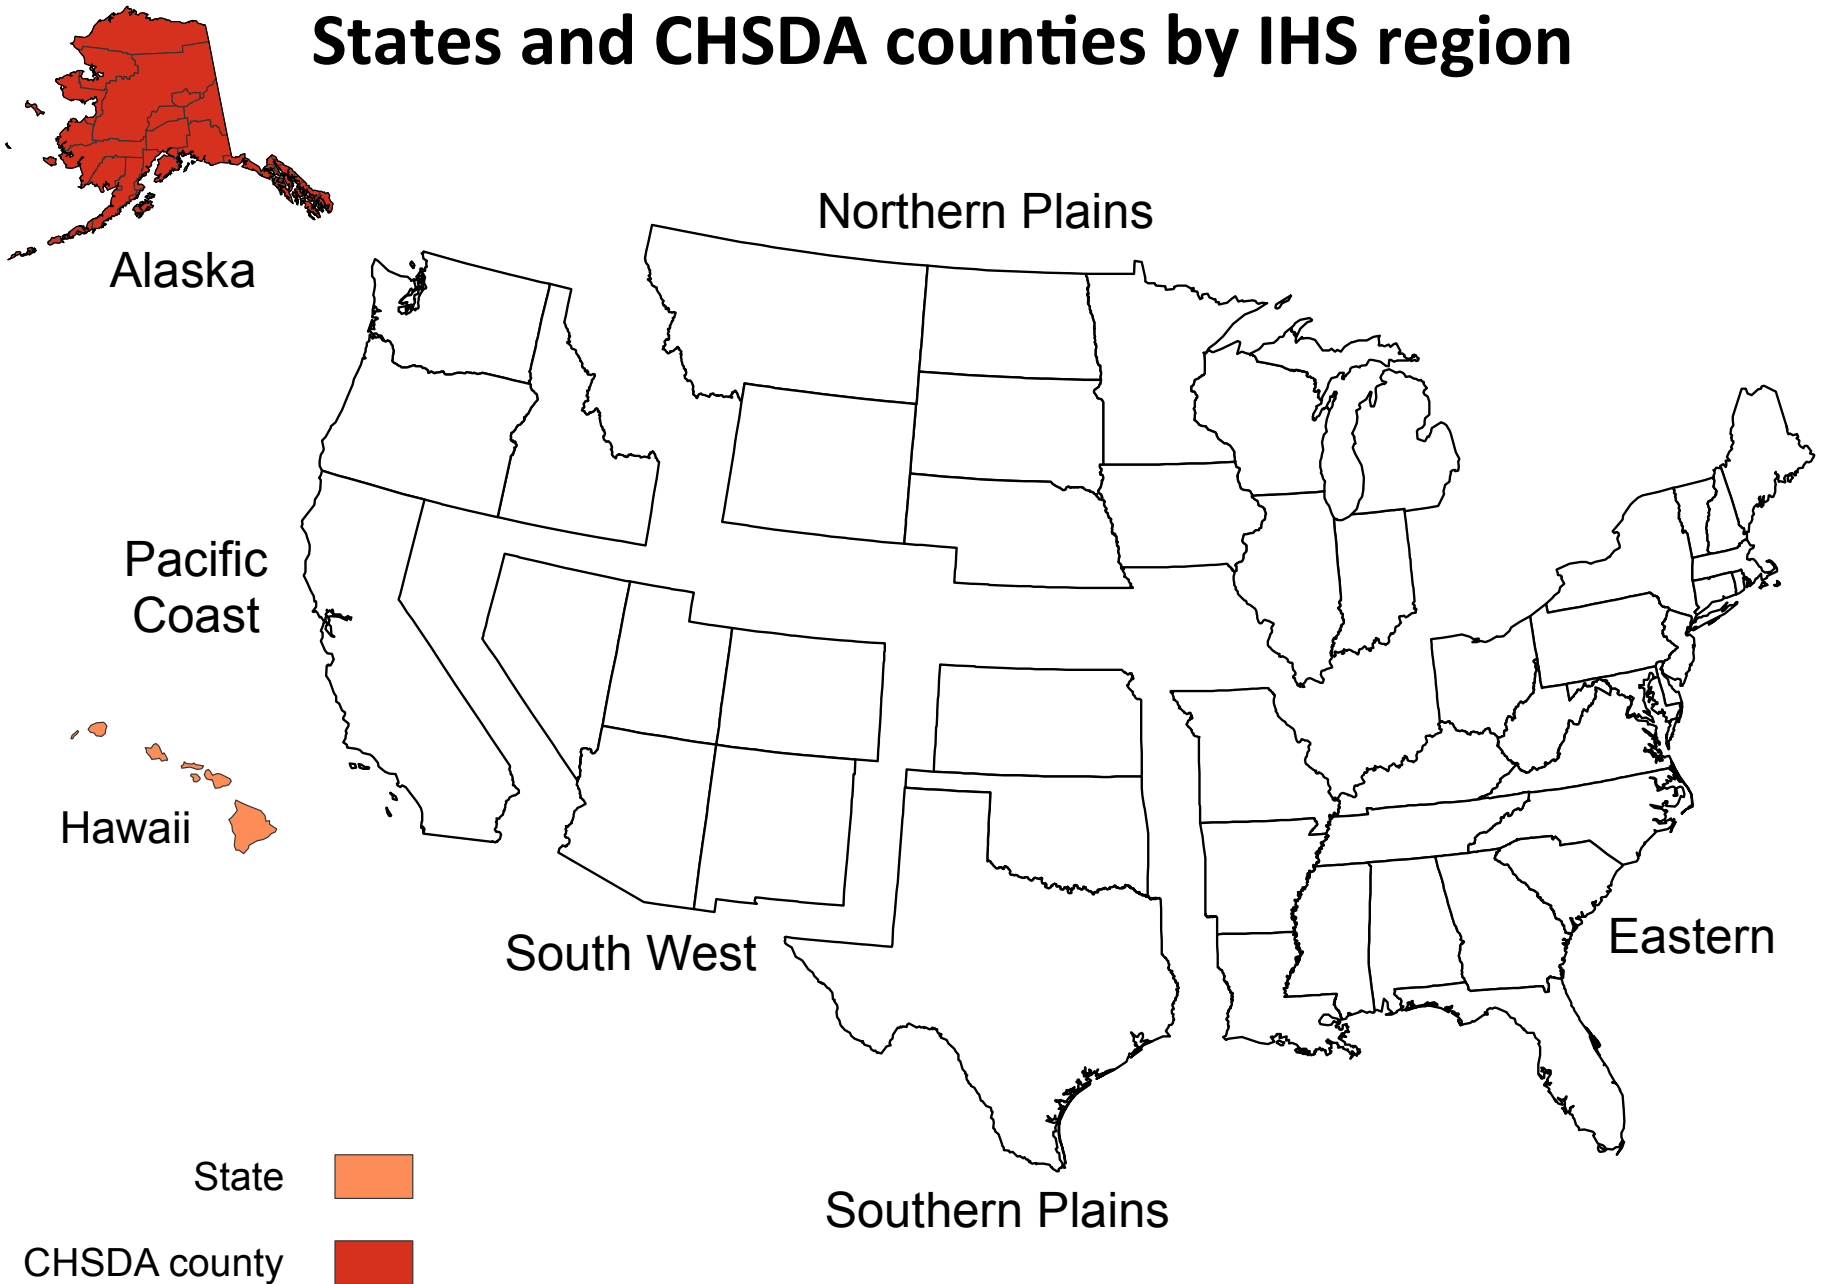 States and CHSDA counties by IHS region
Northern Plains
Alaska
Pacific
Coast
Hawaii
South West
Eastern
Southern Plains
State
CHSDA county